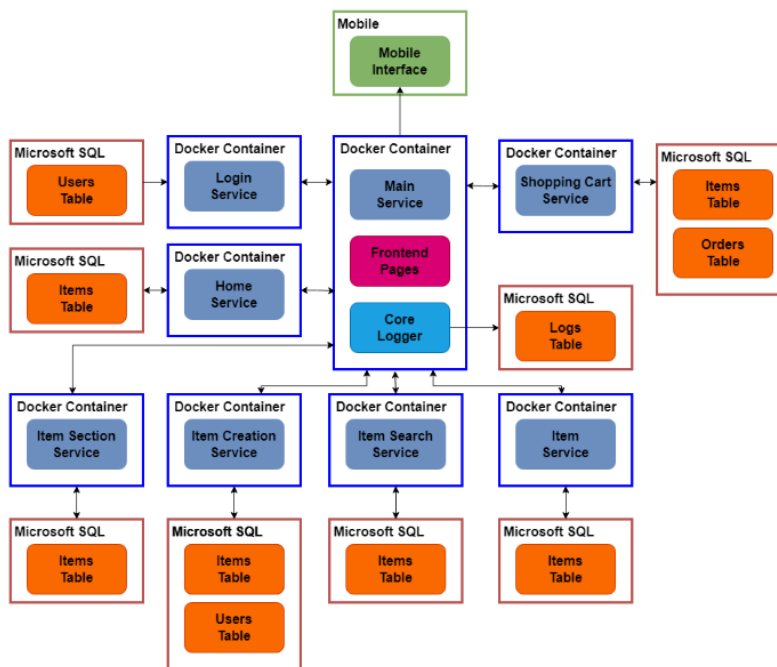 Mobile
Mobile
Interface
Microsoft SQL
Users
Table
Docker Container
Login
Service
Docker Container
Main
Service
Frontend
Pages
Core
Logger
Docker Container
Shopping Cart
Service
Microsoft SQL
Items
Table
Orders
Table
Microsoft SQL
Items
Table
Docker Container
Home
Service
Microsoft SQL
Logs
Table
Docker Container
Item Section
Service
Docker Container
Item Creation
Service
Docker Container
Item Search
Service
Docker Container
Item
Service
Microsoft SQL
Items
Table
Microsoft SQL
Items
Table
Users
Table
Microsoft SQL
Items
Table
Microsoft SQL
Items
Table